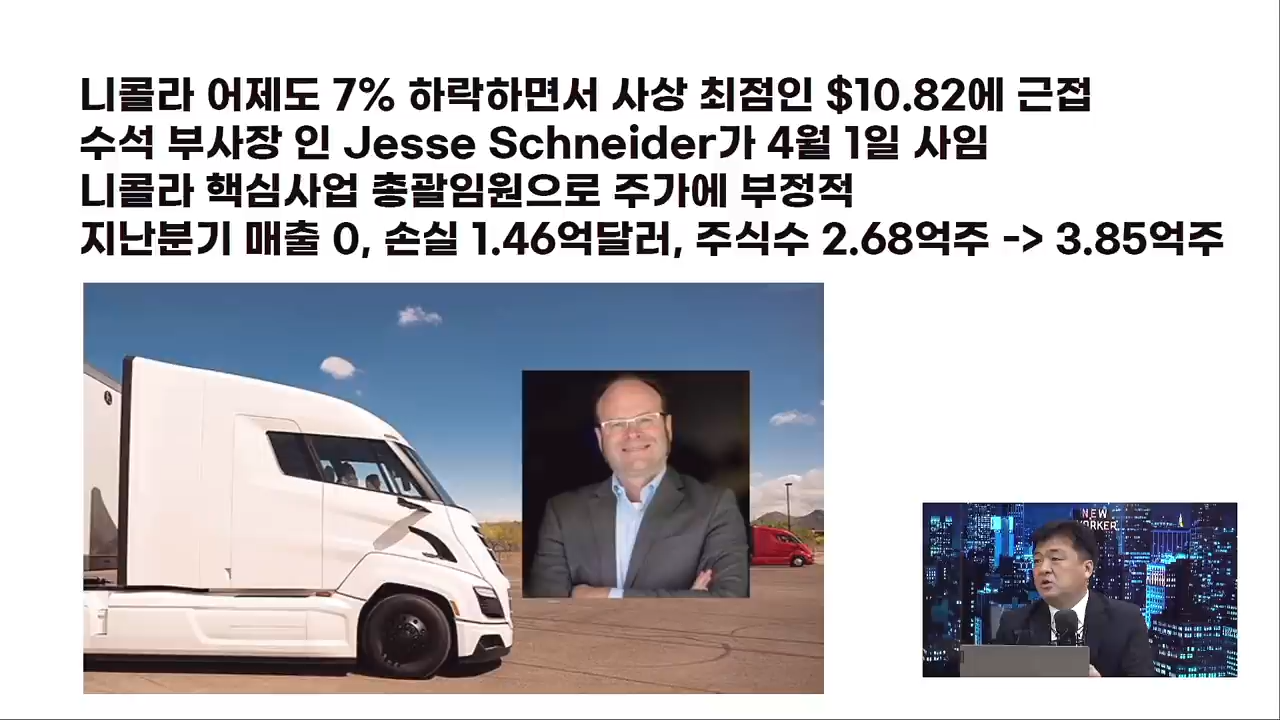 니콜라 어제도 7% 하락하면서 사상 최점인 $10.82에 근접
수석 부사장 인 Jesse Schneider가 4월 1일 사임
니콜라 핵심사업 총괄임원으로 주가에 부정적
지난분기 매출 0, 손실 1.46억달러, 주식수 2.68억주 -> 3.85억주
NEW
YORKER